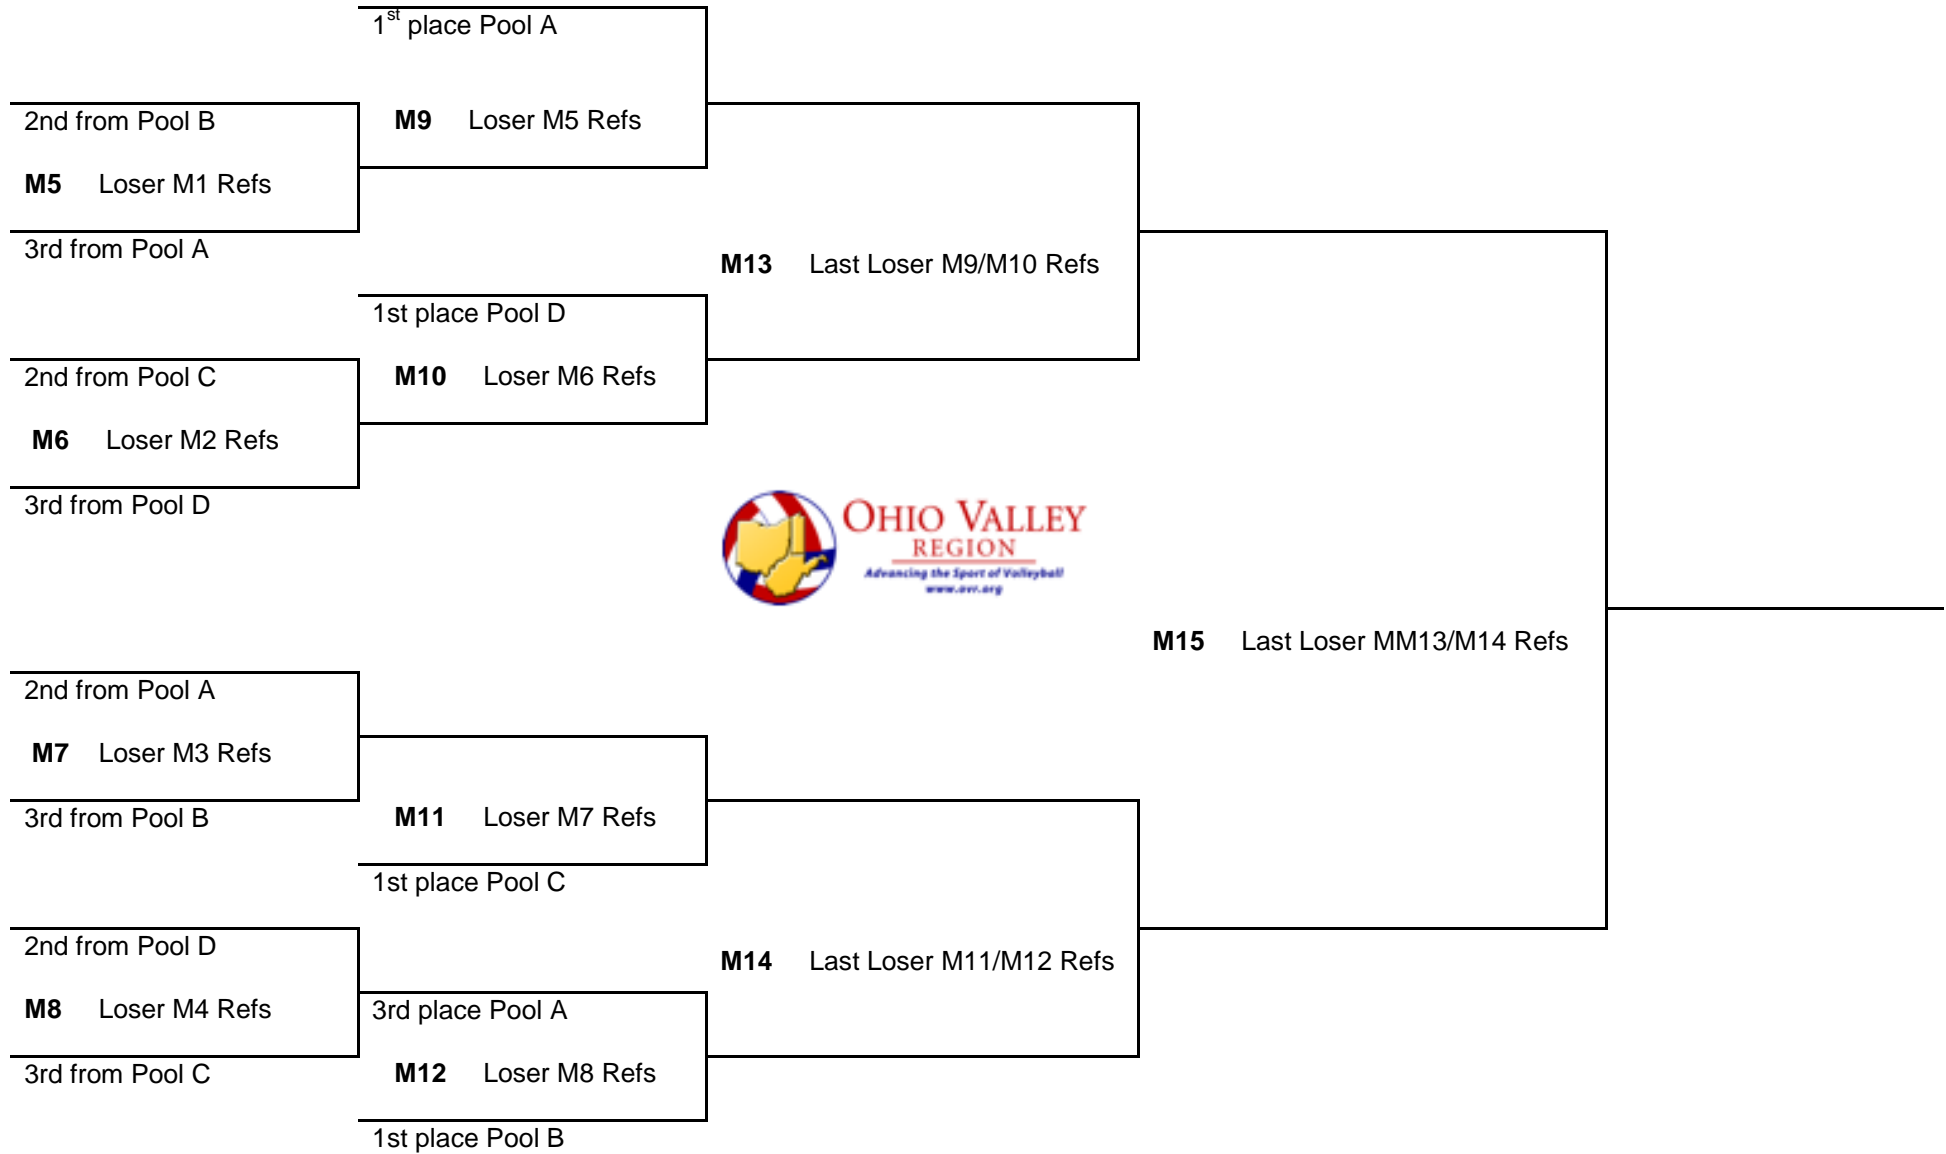 1st place Pool A
2nd from Pool B
M9 Loser M5 Refs
M5 Loser M1 Refs
3rd from Pool A
M13 Last Loser M9/M10 Refs
1st place Pool D
2nd from Pool C
M10 Loser M6 Refs
M6 Loser M2 Refs
3rd from Pool D
OHIO VALLEY
REGION
Advancing the Sport of Volleyball
www.ovr.org
M15 Last Loser MM13/M14 Refs
2nd from Pool A
M7 Loser M3 Refs
3rd from Pool B
M11 Loser M7 Refs
1st place Pool C
2nd from Pool D
M14 Last Loser M11/M12 Refs
M8 Loser M4 Refs
3rd place Pool A
3rd from Pool C
M12 Loser M8 Refs
1st place Pool B